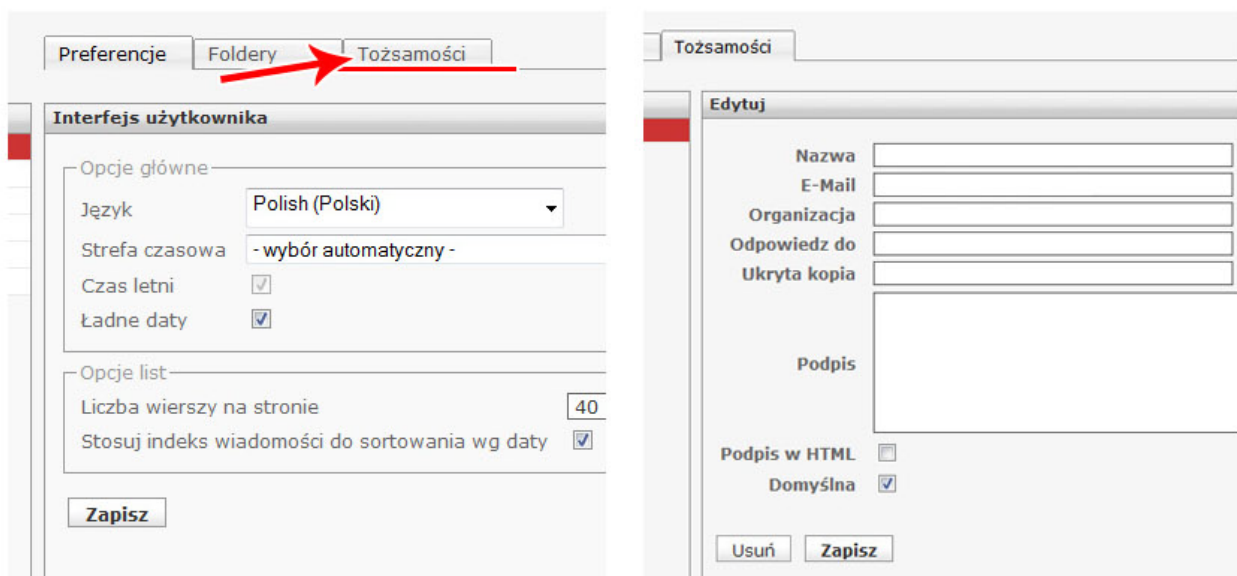 Preferencje Foldery Tożsamości
Interfejs użytkownika
Opcje główne
Język Polish (Polski)
Strefa czasowa - wybór automatyczny -
Czas letni
Ładne daty
Opcje list
Liczba wierszy na stronie 40
Stosuj indeks wiadomości do sortowania wg daty
Zapisz
Tożsamości
Edytuj
Nazwa
E-Mail
Organizacja
Odpowiedz do
Ukryta kopia
Podpis
Podpis w HTML
Domyślna
Usuń Zapisz